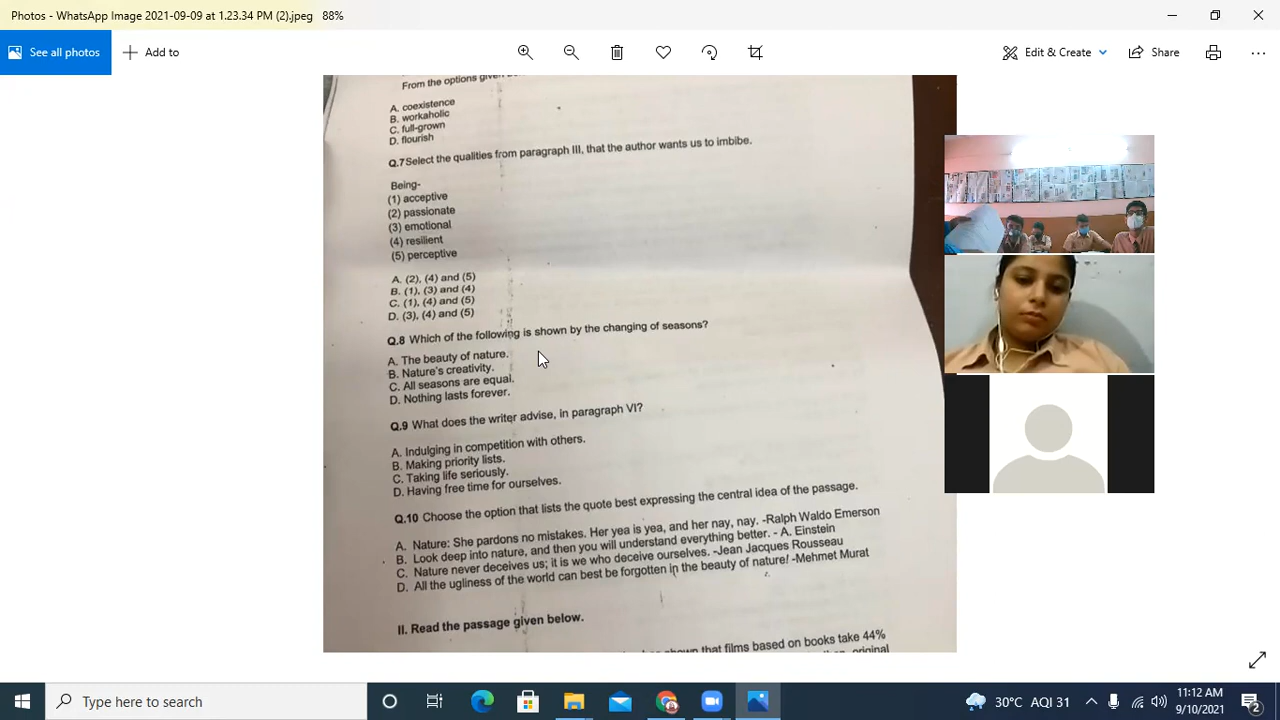 Photos - WhatsApp Image 2021-09-09 at 1.23.34 PM (2).jpeg 88%
See all photos
Add to
Edit & Create
Share
From the options given
A. coexistence
B. workaholic
C. full-grown
D. flourish
Q.7 Select the qualities from paragraph III, that the author wants us to imbibe.
Being-
(1) acceptive
(2) passionate
(3) emotional
(4) resilient
(5) perceptive
A. (2), (4) and (5)
B. (1), (3) and (4)
C. (1), (4) and (5)
D. (3), (4) and (5)
Q.8 Which of the following is shown by the changing of seasons?
A. The beauty of nature.
B. Nature's creativity.
C. All seasons are equal.
D. Nothing lasts forever.
Q.9 What does the writer advise, in paragraph VI?
A. Indulging in competition with others.
B. Making priority lists.
C. Taking life seriously.
D. Having free time for ourselves.
Q.10 Choose the option that lists the quote best expressing the central idea of the passage.
A. Nature: She pardons no mistakes. Her yea is yea, and her nay, nay. -Ralph Waldo Emerson
B. Look deep into nature, and then you will understand everything better. - A. Einstein
C. Nature never deceives us; it is we who deceive ourselves. -Jean Jacques Rousseau
D. All the ugliness of the world can best be forgotten in the beauty of nature! -Mehmet Murat
II. Read the passage given below.
shown that films based on books take 44%
original
Type here to search
30°C AQI 31
11:12 AM
9/10/2021
2